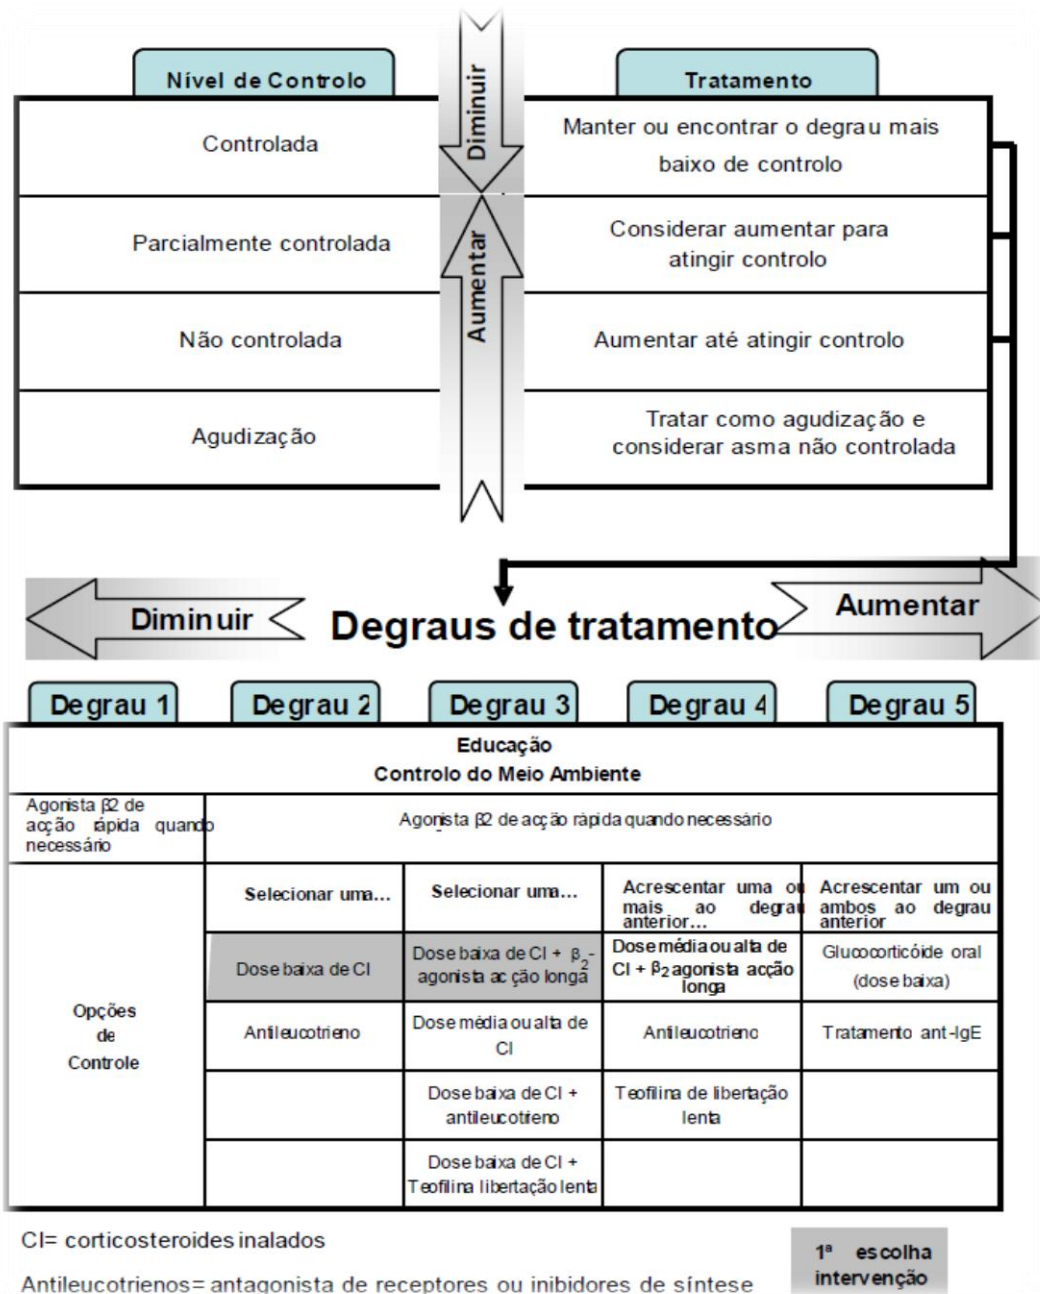 Nível de Controlo
Diminuir
Tratamento
Controlada
Manter ou encontrar o degrau mais
baixo de controlo
Parcialmente controlada
Aumentar
Considerar aumentar para
atingir controlo
Não controlada
Aumentar até atingir controlo
Agudização
Tratar como agudização e
considerar asma não controlada
Diminuir
Degraus de tratamento
Aumentar
Degrau 1
Degrau 2
Degrau 3
Degrau 4
Degrau 5
Educação
Controlo do Meio Ambiente
Agonista β2 de
acção rápida quando
necessário
Agonista β2 de acção ràpida quando necessário
Opções
de
Controle
Selecionar uma...
Selecionar uma...
Acrescentar uma ou
mais ao degrau
anterior...
Acrescentar um ou
ambos ao degrau
anterior
Dose baixa de CI
Dose baixa de CI + β2-
agonista acção longa
Dose média ou alta de
CI + β2 agonista acção
longa
Glucocorticóide oral
(dose baixa)
Antileucotrieno
Dose média ou alta de
CI
Antileucotrieno
Tratamento ant-IgE
Dose baixa de CI +
antileucotrieno
Teofilina de libertação
lenta
Dose baixa de CI +
Teofilina libertação lenta
CI= corticosteroides inalados
Antileucotrienos= antagonista de receptores ou inibidores de síntese
1ª escolha
intervenção